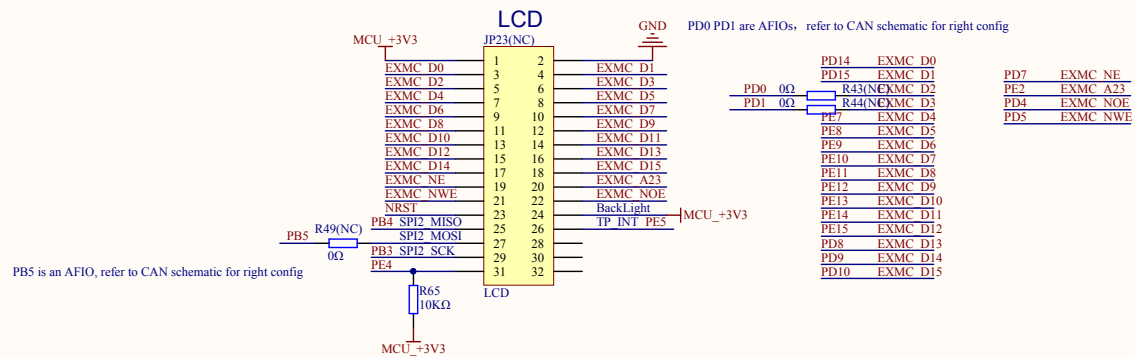 LCD
PD0 PD1 are AFIOs, refer to CAN schematic for right config
MCU_+3V3
JP23(NC)
GND
1 2
EXMC_D0 3 4 EXMC_D1
EXMC_D2 5 6 EXMC_D3
EXMC_D4 7 8 EXMC_D5
EXMC_D6 9 10 EXMC_D7
EXMC_D8 11 12 EXMC_D9
EXMC_D10 13 14 EXMC_D11
EXMC_D12 15 16 EXMC_D13
EXMC_D14 17 18 EXMC_D15
EXMC_NE 19 20 EXMC_A23
EXMC_NWE 21 22 EXMC_NOE
NRST 23 24 BackLight MCU_+3V3
PB4 SPI2_MISO 25 26 TP_INT PE5
PB5 R49(NC) 0Ω SPI2_MOSI 27 28
PB3 SPI2_SCK 29 30
PE4 31 32
LCD
PB5 is an AFIO, refer to CAN schematic for right config
R65
10KΩ
MCU_+3V3
PD14 EXMC_D0
PD15 EXMC_D1
PD0 0Ω R43(NC) EXMC_D2
PD1 0Ω R44(NC) EXMC_D3
PE7 EXMC_D4
PE8 EXMC_D5
PE9 EXMC_D6
PE10 EXMC_D7
PE11 EXMC_D8
PE12 EXMC_D9
PE13 EXMC_D10
PE14 EXMC_D11
PE15 EXMC_D12
PD8 EXMC_D13
PD9 EXMC_D14
PD10 EXMC_D15
PD7 EXMC_NE
PE2 EXMC_A23
PD4 EXMC_NOE
PD5 EXMC_NWE